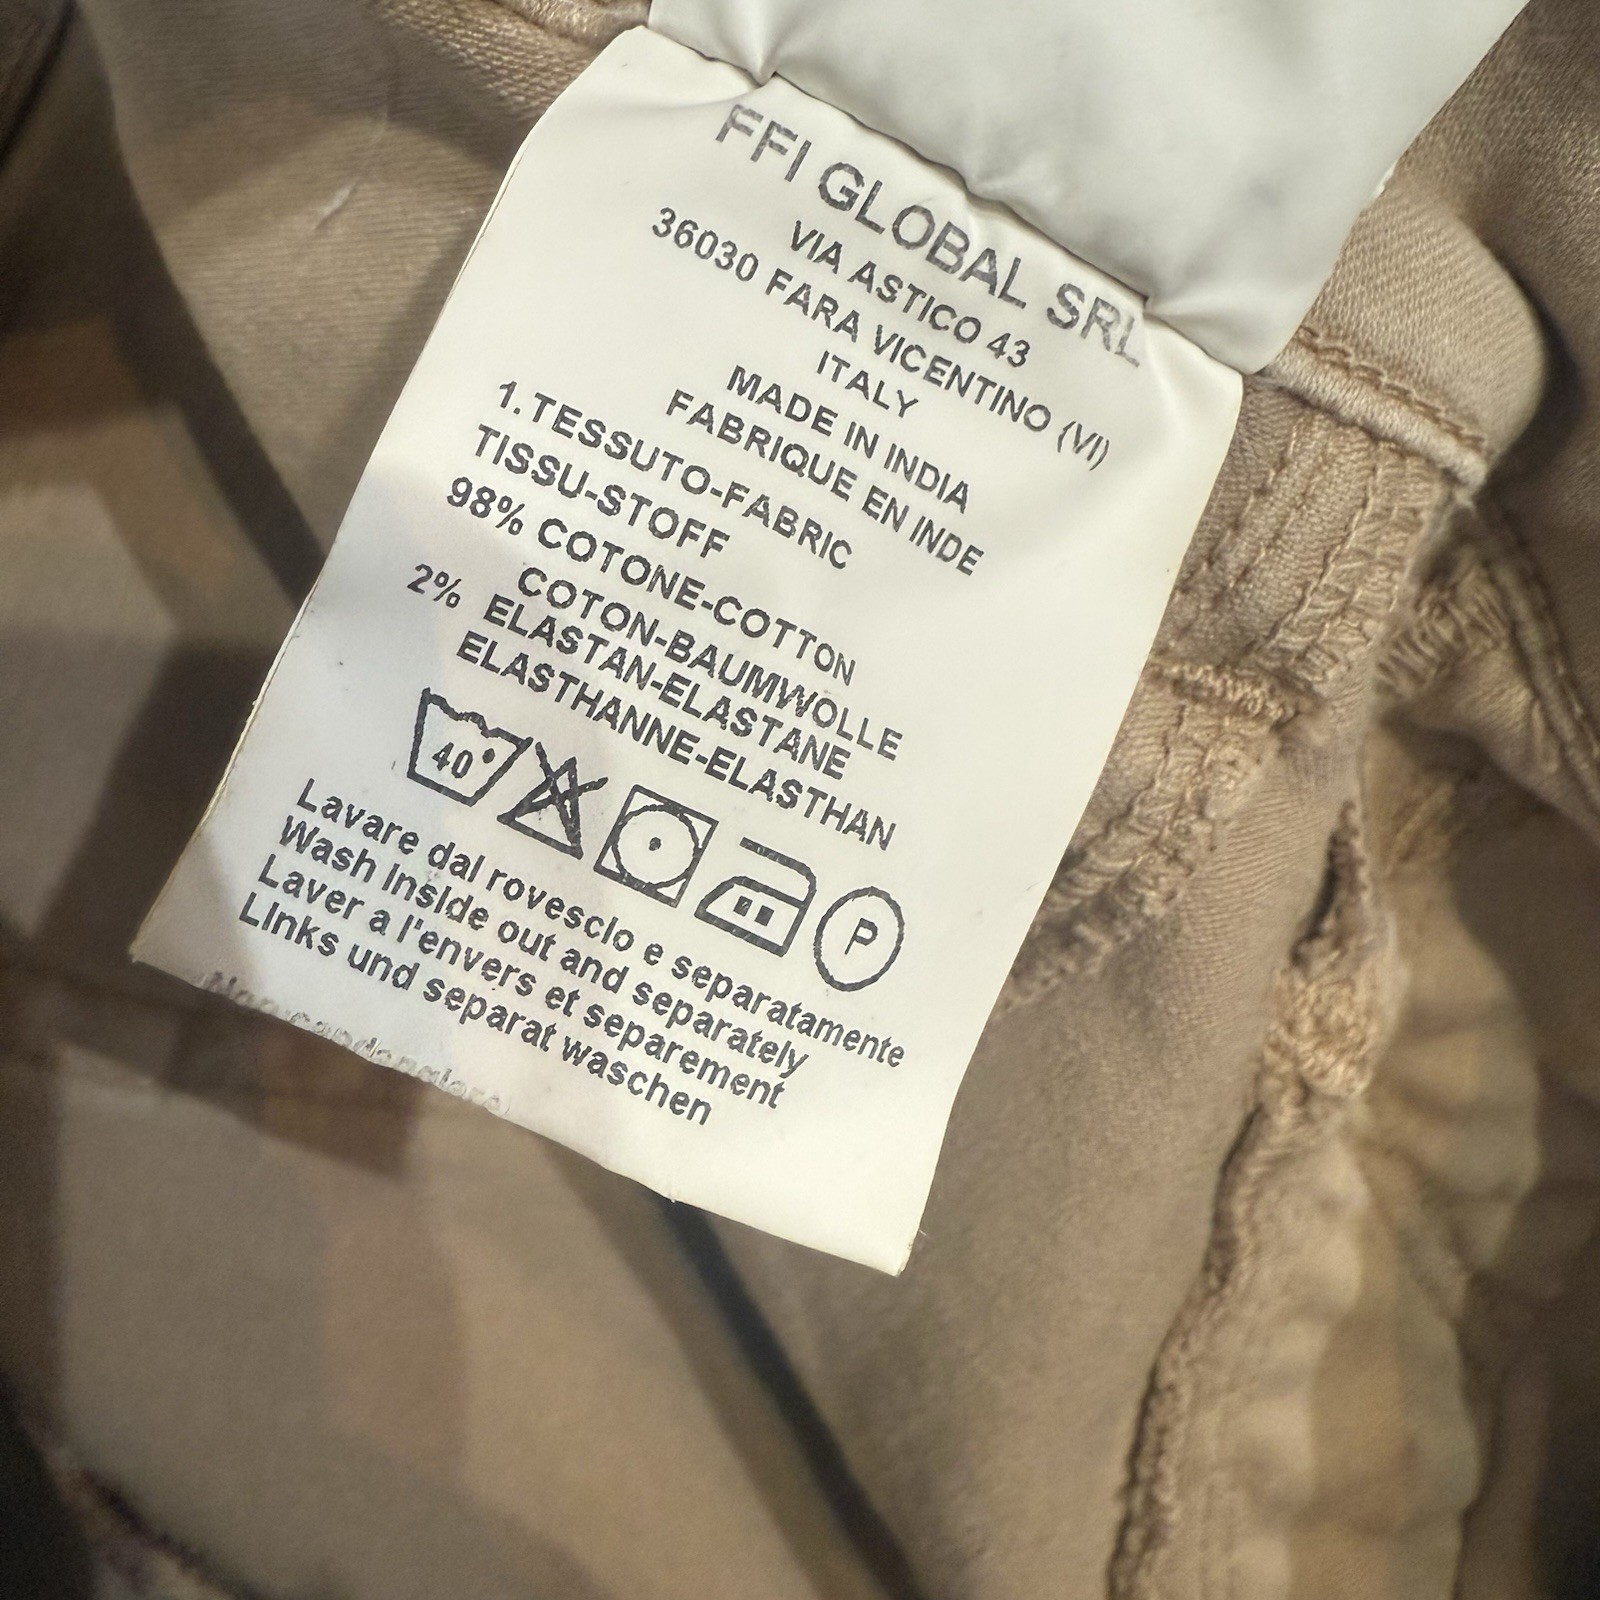 FFI GLOBAL SRL
VIA ASTICO 43
36030 FARA VICENTINO (VI)
ITALY
MADE IN INDIA
FABRIQUE EN INDE
1.TESSUTO-FABRIC
TISSU-STOFF
98% COTONE-COTTON
COTON-BAUMWOLLE
2% ELASTAN-ELASTANE
ELASTHANNE-ELASTHAN
40°
P
Lavare dal rovescio e separatamente
Wash inside out and separately
Laver a l'envers et separement
Links und separat waschen